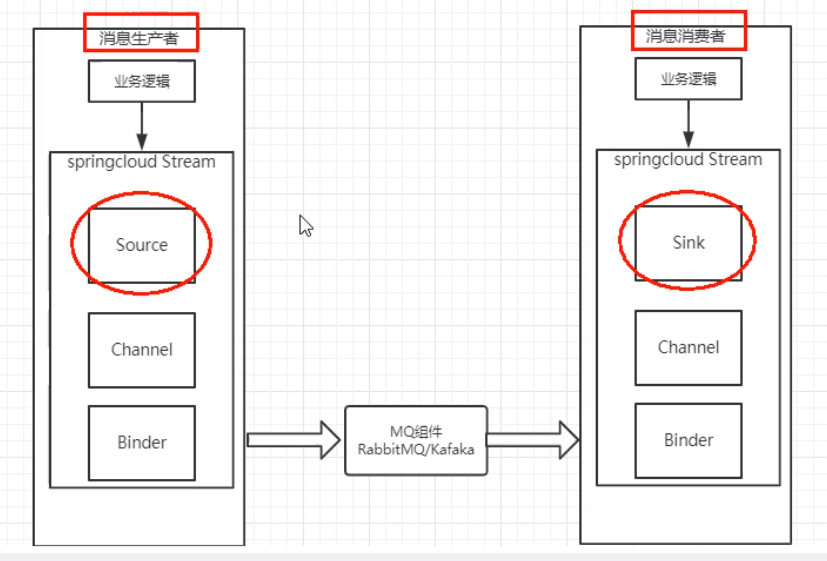 消息生产者
业务逻辑
springcloud Stream
Source
Channel
Binder
MQ组件
RabbitMQ/Kafaka
消息消费者
业务逻辑
springcloud Stream
Sink
Channel
Binder